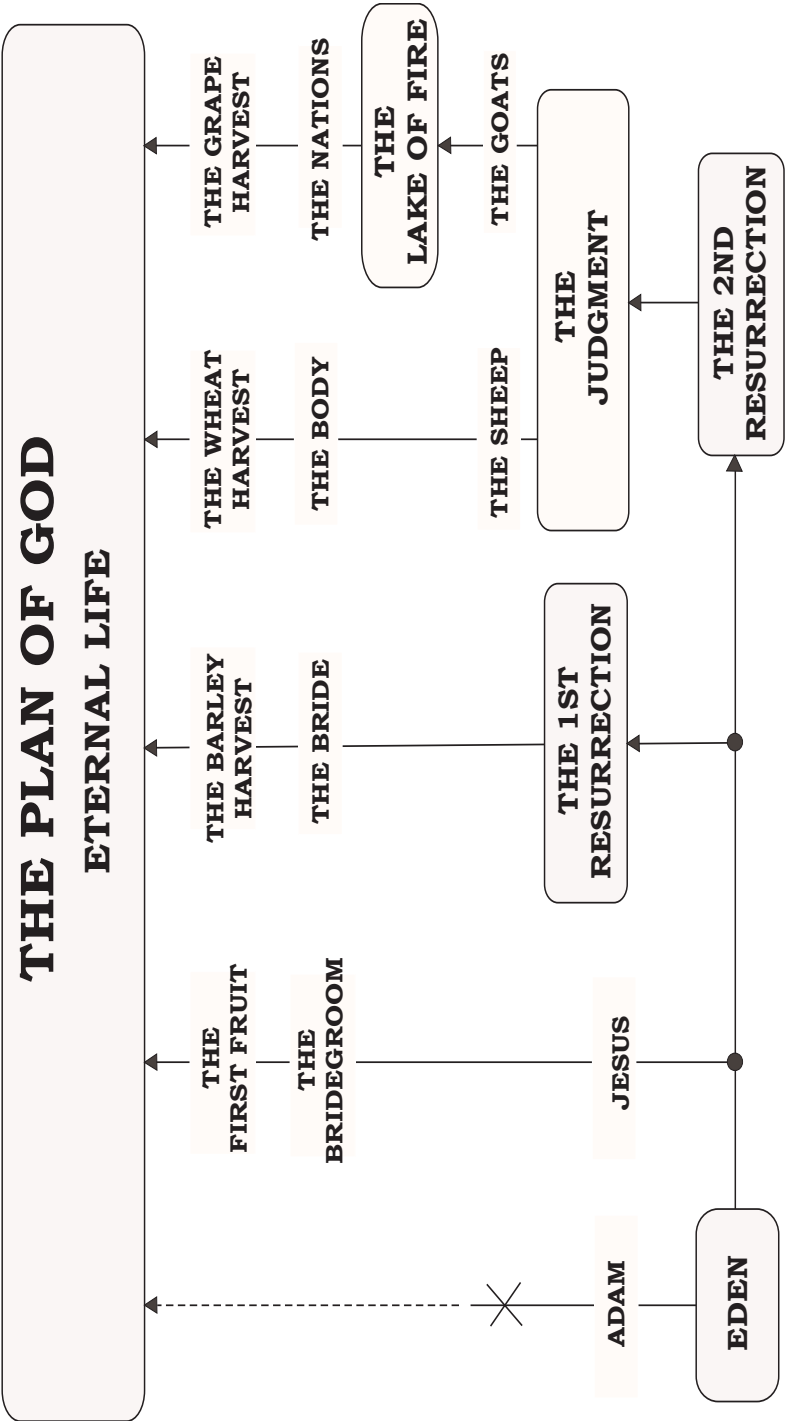 THE PLAN OF GOD
ETERNAL LIFE
THE
FIRST FRUIT
THE BARLEY
HARVEST
THE WHEAT
HARVEST
THE GRAPE
HARVEST
THE
BRIDEGROOM
THE BRIDE
THE BODY
THE NATIONS
THE
LAKE OF FIRE
THE SHEEP
THE GOATS
THE
JUDGMENT
THE 1ST
RESURRECTION
ADAM
JESUS
EDEN
THE 2ND
RESURRECTION